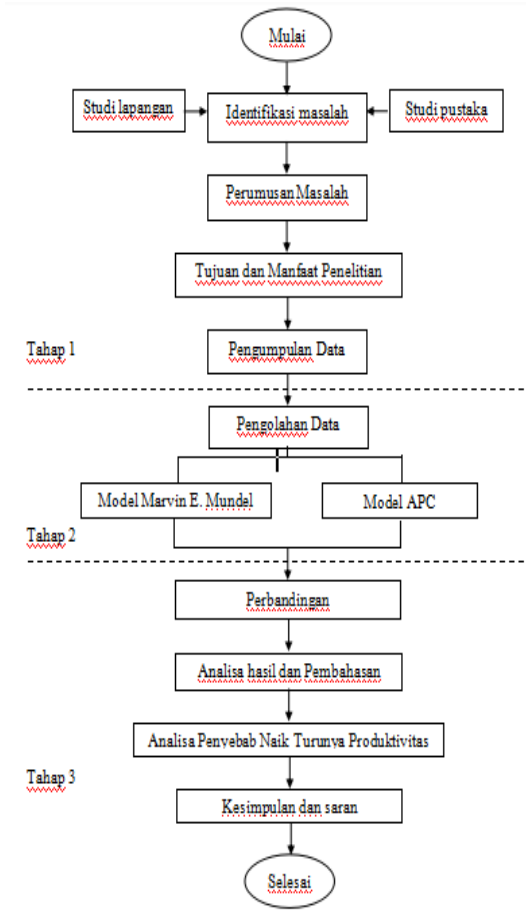 Mulai
Studi lapangan
Identifikasi masalah
Studi pustaka
Perumusan Masalah
Tujuan dan Manfaat Penelitian
Tahap 1
Pengumpulan Data
Pengolahan Data
Model Marvin E. Mundel
Model APC
Tahap 2
Perbandingan
Analisa hasil dan Pembahasan
Analisa Penyebab Naik Turunya Produktivitas
Tahap 3
Kesimpulan dan saran
Selesai